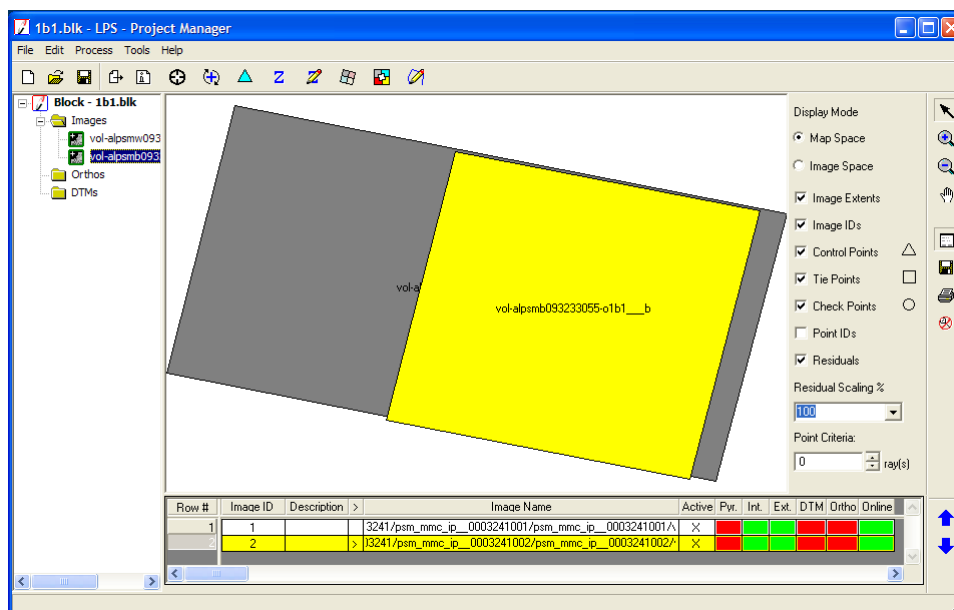 1b1.blk - LPS - Project Manager
File Edit Process Tools Help
Block - 1b1.blk
Images
vol-alpsmw093
vol-alpsmb093
Orthos
DTMs
vol-a
vol-alpsmb093233055-o1b1___b
Display Mode
Map Space
Image Space
Image Extents
Image IDs
Control Points
Tie Points
Check Points
Point IDs
Residuals
Residual Scaling %
100
Point Criteria:
0 ray(s)
Row # Image ID Description > Image Name Active Pyr. Int. Ext. DTM Ortho Online
1 1 3241/psm_mmc_ip__0003241001/psm_mmc_ip__0003241001/ X
2 2 > 03241/psm_mmc_ip__0003241002/psm_mmc_ip__0003241002/ X